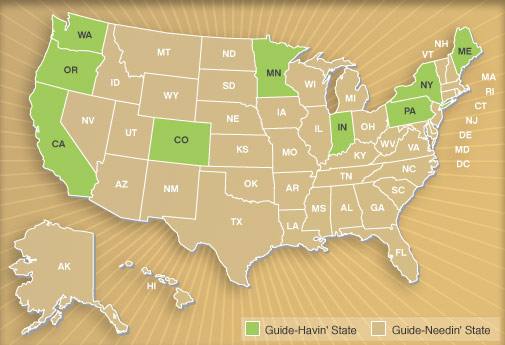 WA
MT
ND
MN
ME
NH
VT
OR
ID
SD
WI
MI
NY
MA
RI
CT
WY
IA
PA
NJ
NV
NE
IL
IN
OH
DE
MD
DC
UT
CO
KS
MO
KY
WV
VA
CA
AZ
NM
OK
AR
TN
NC
SC
TX
LA
MS
AL
GA
FL
AK
HI
Guide-Havin' State
Guide-Needin' State